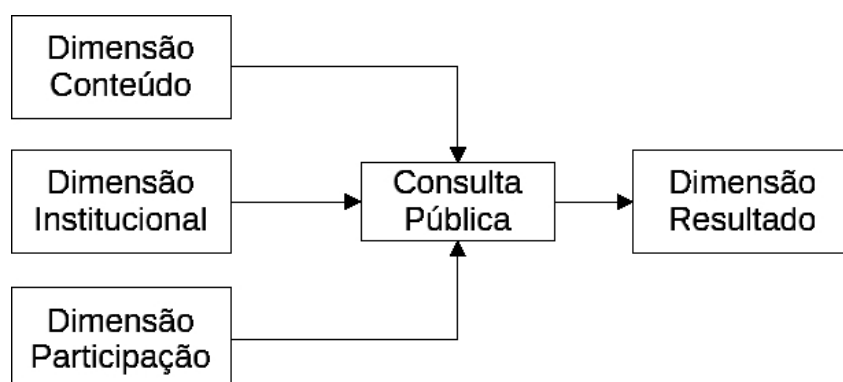 Dimensão
Conteúdo
Dimensão
Institucional
Consulta
Pública
Dimensão
Resultado
Dimensão
Participação